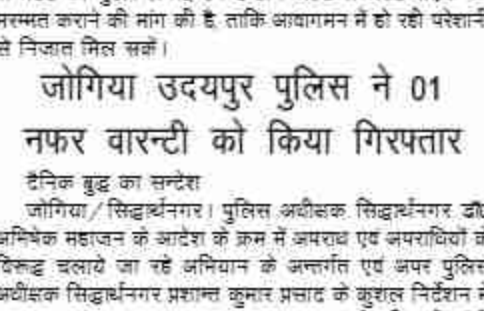 मरम्मत कराने की मांग की है, ताकि आवागमन में हो रही परेशानी
से निजात मिल सकें।
जोगिया उदयपुर पुलिस ने 01
नफर वारन्टी को किया गिरफ्तार
दैनिक बुद्ध का सन्देश
जोगिया/सिद्धार्थनगर। पुलिस अधीक्षक सिद्धार्थनगर डॉ०
अभिषेक महाजन के आदेश के क्रम में अपराध एवं अपराधियों के
विरूद्ध चलाये जा रहे अभियान के अन्तर्गत एवं अपर पुलिस
अधीक्षक सिद्धार्थनगर प्रशान्त कुमार प्रसाद के कुशल निर्देशन में